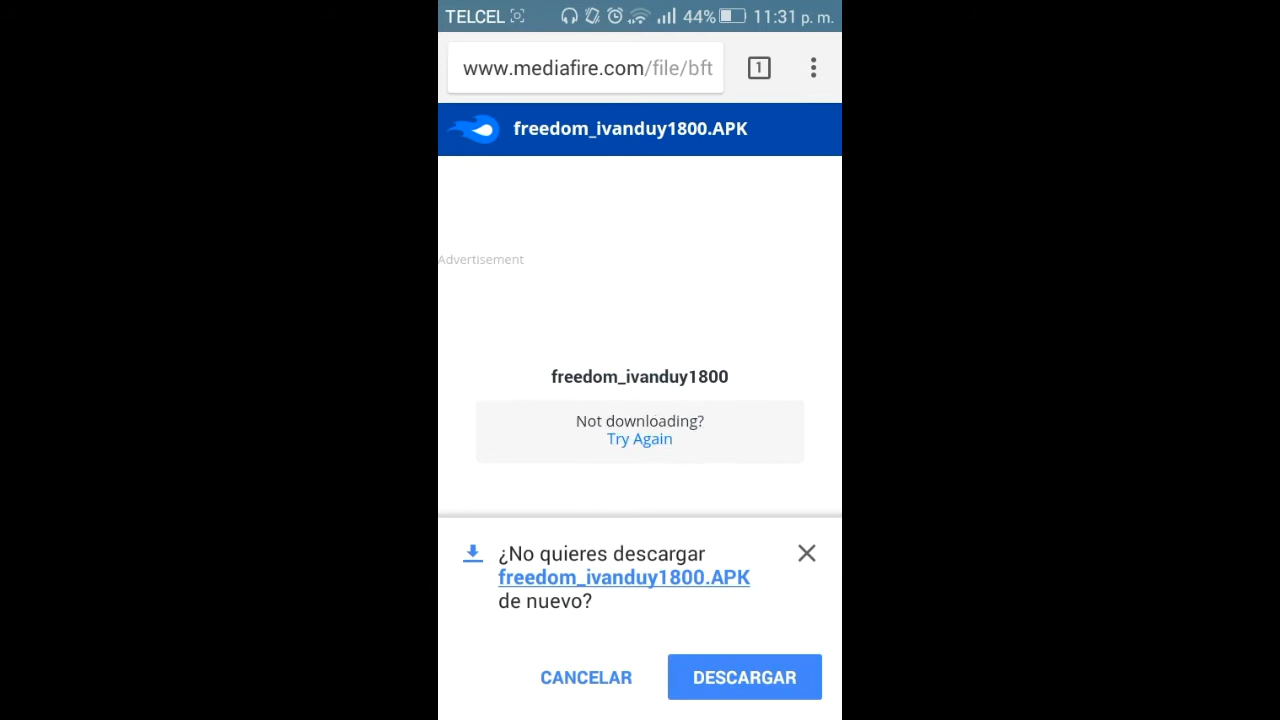 TELCEL 44% 11:31 p. m.
www.mediafire.com/file/bft 1
freedom_ivanduy1800.APK
Advertisement
freedom_ivanduy1800
Not downloading?
Try Again
¿No quieres descargar
freedom_ivanduy1800.APK
de nuevo?
CANCELAR DESCARGAR